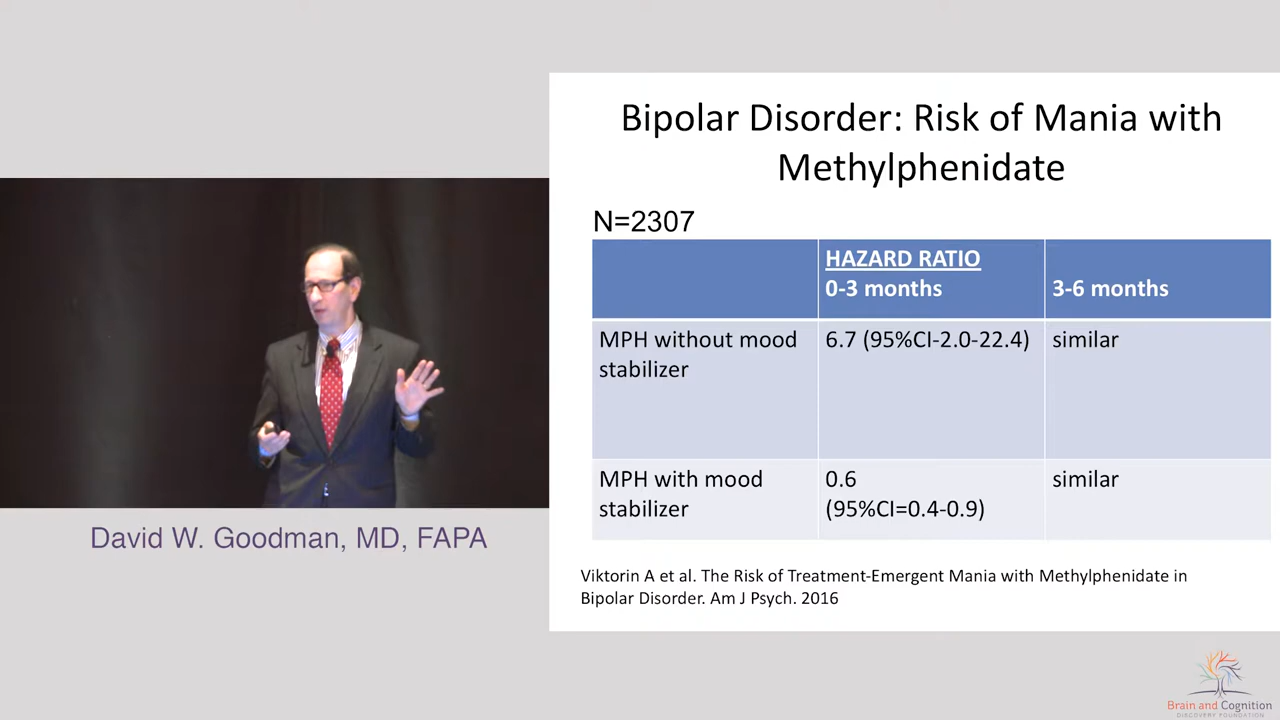 Bipolar Disorder: Risk of Mania with
Methylphenidate
N=2307
HAZARD RATIO
0-3 months
3-6 months
MPH without mood
stabilizer
6.7 (95%CI-2.0-22.4)
similar
MPH with mood
stabilizer
0.6
(95%CI=0.4-0.9)
similar
Viktorin A et al. The Risk of Treatment-Emergent Mania with Methylphenidate in
Bipolar Disorder. Am J Psych. 2016
David W. Goodman, MD, FAPA
Brain and Cognition
DISCOVERY FOUNDATION